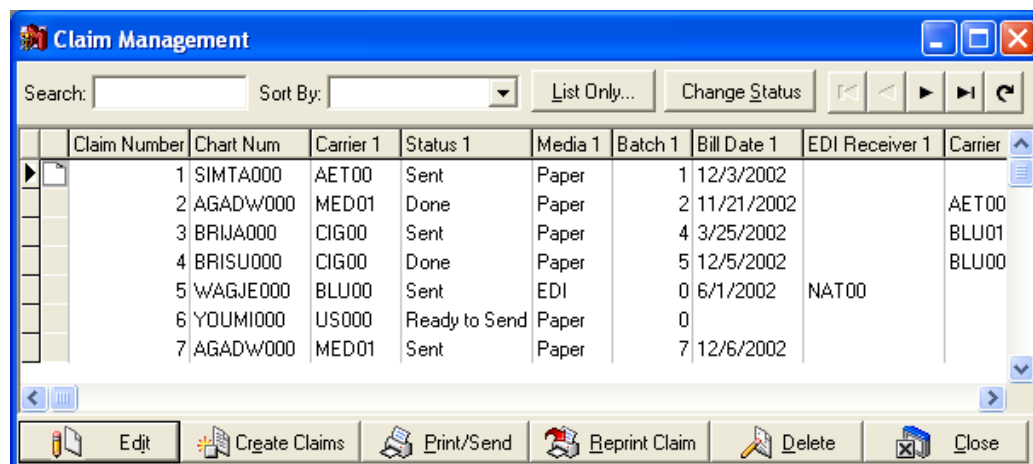 Claim Management
Search: Sort By: List Only... Change Status
Claim Number Chart Num Carrier 1 Status 1 Media 1 Batch 1 Bill Date 1 EDI Receiver 1 Carrier
1 SIMTA000 AET00 Sent Paper 1 12/3/2002
2 AGADW000 MED01 Done Paper 2 11/21/2002 AET00
3 BRIJA000 CIG00 Sent Paper 4 3/25/2002 BLU01
4 BRISU000 CIG00 Done Paper 5 12/5/2002 BLU00
5 WAGJE000 BLU00 Sent EDI 0 6/1/2002 NAT00
6 YOUMI000 US000 Ready to Send Paper 0
7 AGADW000 MED01 Sent Paper 7 12/6/2002
Edit Create Claims Print/Send Reprint Claim Delete Close